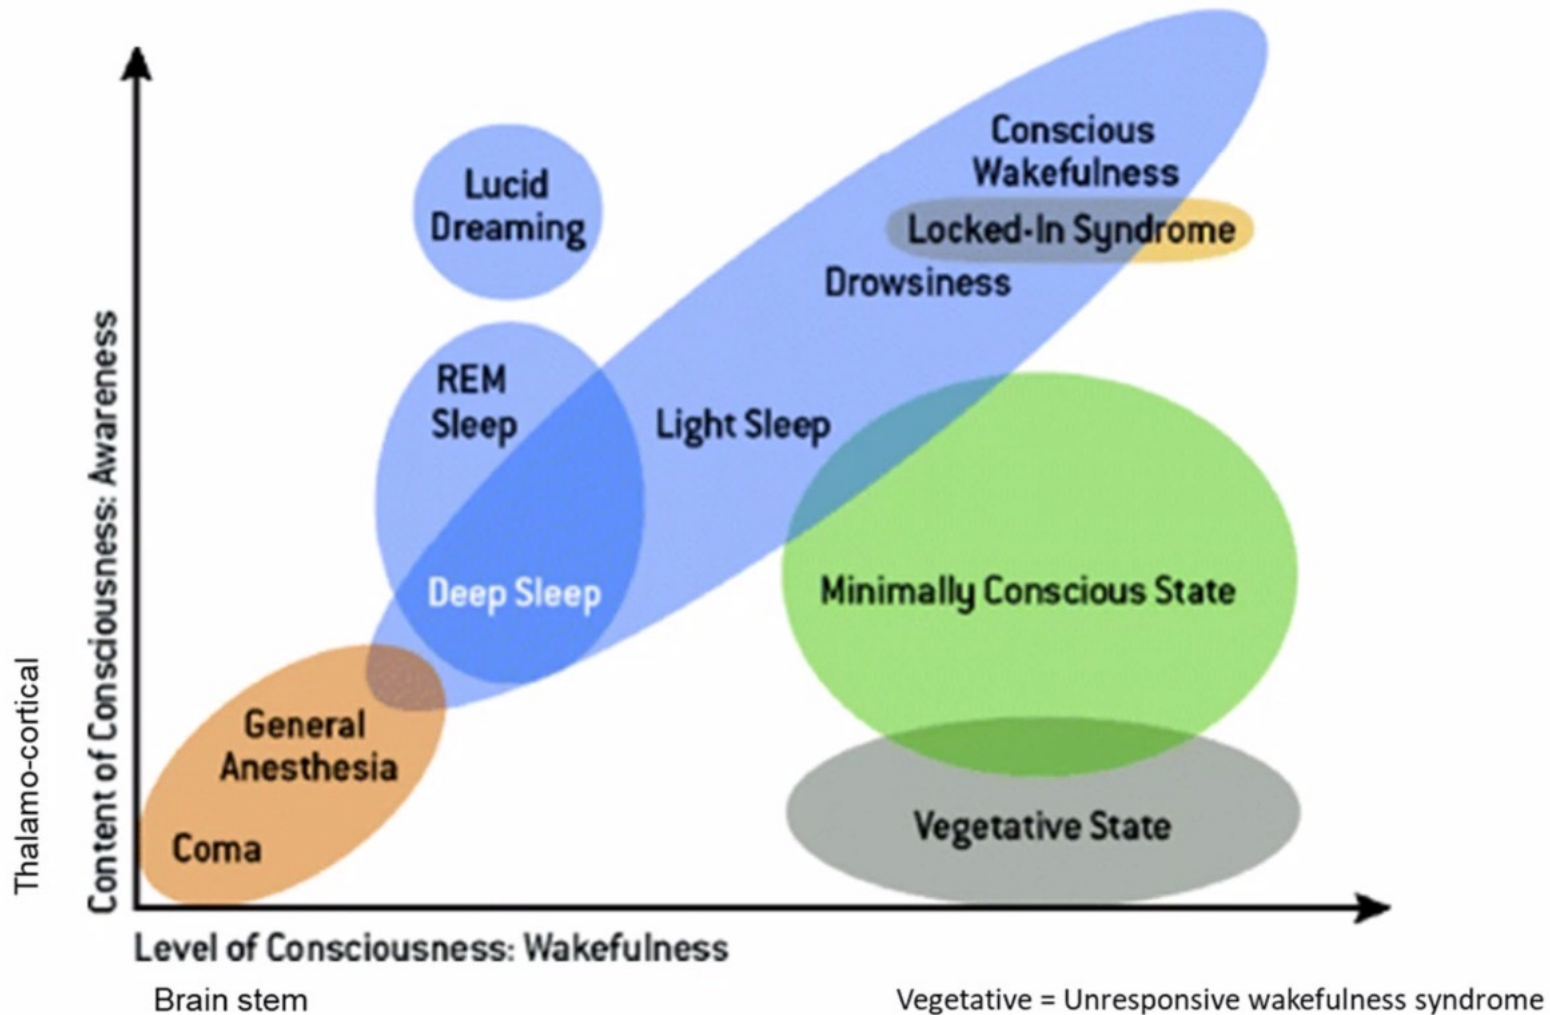 Conscious
Wakefulness
Lucid
Dreaming
Locked-In Syndrome
Drowsiness
REM
Sleep
Light Sleep
Deep Sleep
Minimally Conscious State
General
Anesthesia
Coma
Vegetative State
Content of Consciousness: Awareness
Thalamo-cortical
Level of Consciousness: Wakefulness
Brain stem
Vegetative = Unresponsive wakefulness syndrome